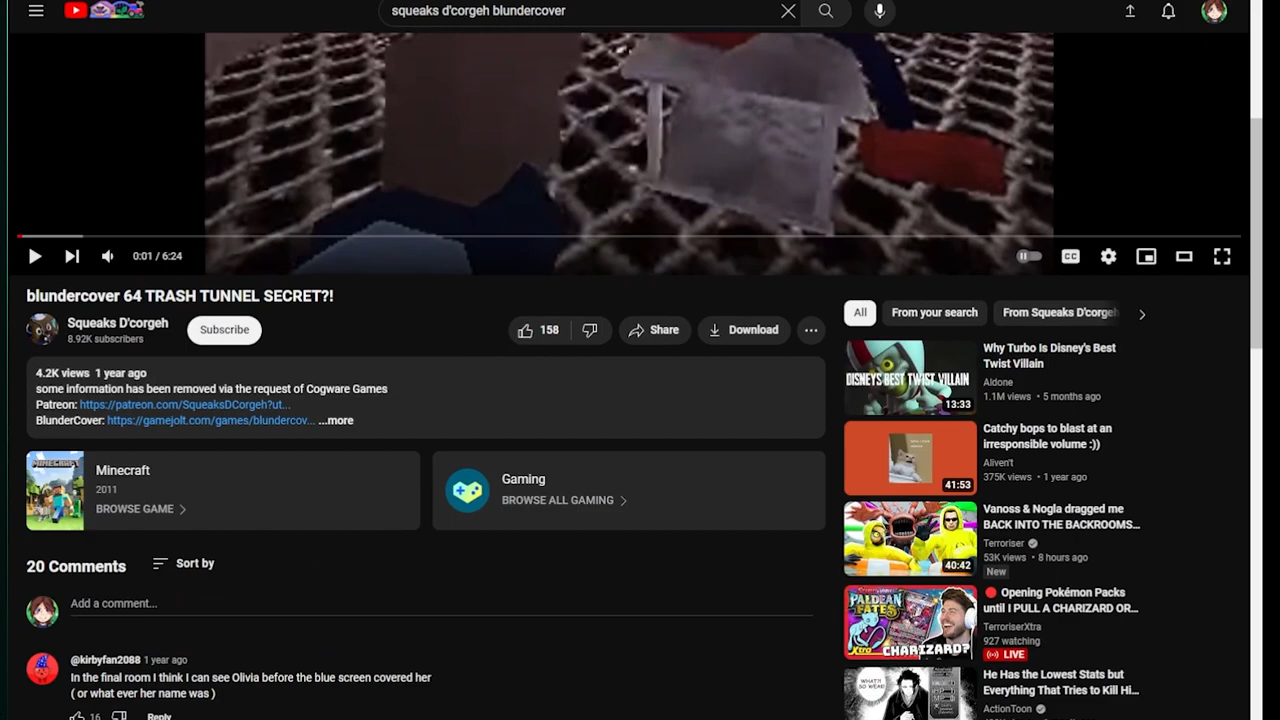 squeaks d'corgeh blundercover
0:01 / 6:24
CC
blundercover 64 TRASH TUNNEL SECRET?!
Squeaks D'corgeh
8.92K subscribers
Subscribe
158
Share
Download
4.2K views 1 year ago
some information has been removed via the request of Cogware Games
Patreon: https://patreon.com/SqueaksDCorgeh?ut...
BlunderCover: https://gamejolt.com/games/blundercov... ...more
MINECRAFT
Minecraft
2011
BROWSE GAME
Gaming
BROWSE ALL GAMING
20 Comments
Sort by
Add a comment...
@kirbyfan2088 1 year ago
In the final room I think i can see Olivia before the blue screen covered her
( or what ever her name was )
16
Reply
All
From your search
From Squeaks D'corgeh
DISNEYS BEST TWIST VILLAIN
13:33
Why Turbo Is Disney's Best
Twist Villain
Aldone
1.1M views • 5 months ago
41:53
Catchy bops to blast at an
irresponsible volume :))
Aliven't
375K views • 1 year ago
40:42
Vanoss & Nogla dragged me
BACK INTO THE BACKROOMS...
Terroriser
53K views • 8 hours ago
New
PALDEAN
FATES
Xtra
CHARIZARD?
Opening Pokémon Packs
until I PULL A CHARIZARD OR...
TerroriserXtra
927 watching
LIVE
WHAT?!
SO WEAK!
He Has the Lowest Stats but
Everything That Tries to Kill Hi...
ActionToon